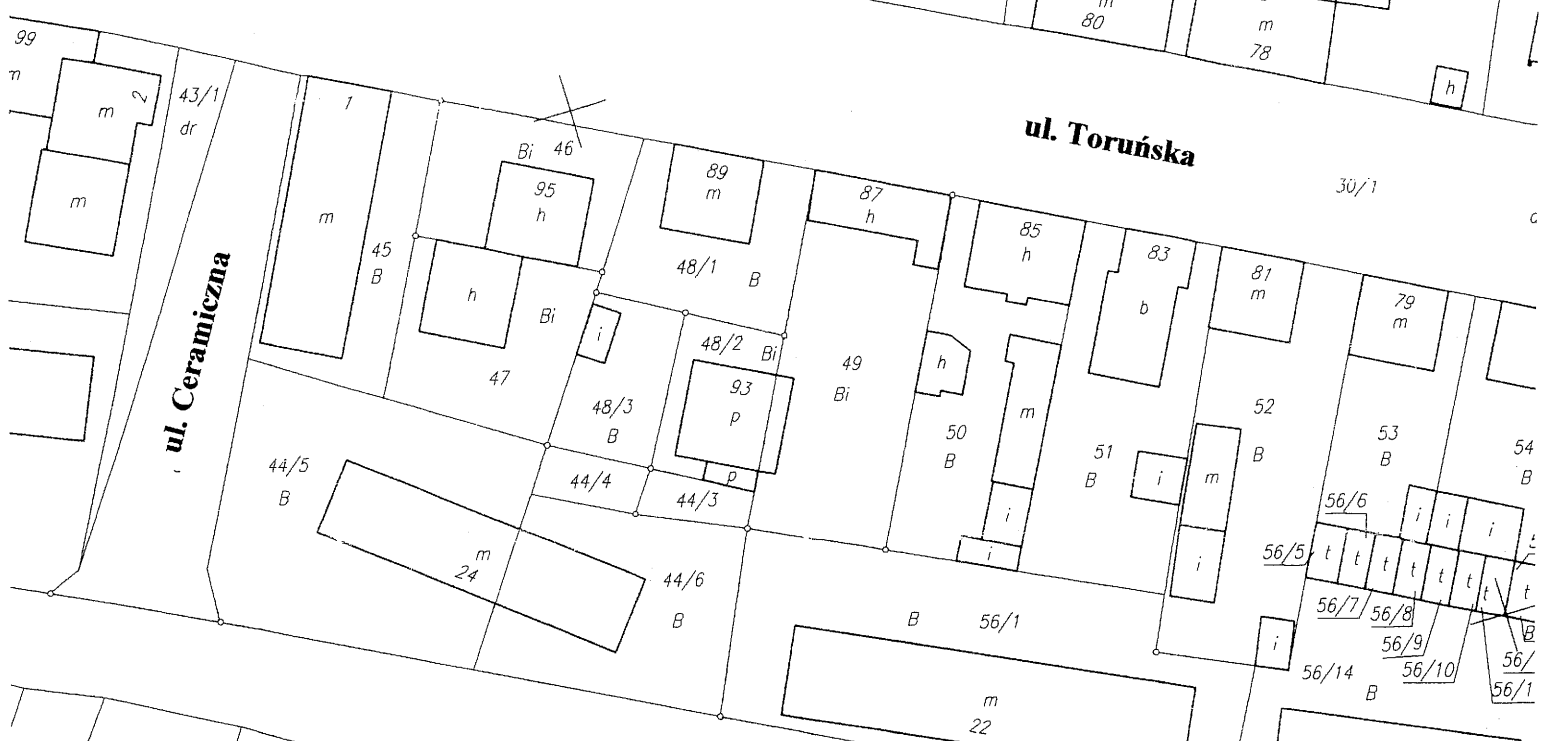 m
80
m
78
h
99
m
m
2
43/1
dr
1
m
m
ul. Toruńska
30/1
Bi 46
95
h
89
m
87
h
85
h
83
b
81
m
79
m
45
B
48/1
B
h
Bi
i
48/2
Bi
49
Bi
h
m
47
93
p
48/3
B
50
B
51
B
52
B
53
B
54
B
i
m
i
i
i
44/5
B
44/4
p
44/3
i
i
i
56/6
56/5
t
t
t
t
t
t
t
t
m
24
44/6
B
B 56/1
56/7
56/8
56/9
56/10
i
56/14
B
m
22
ul. Ceramiczna